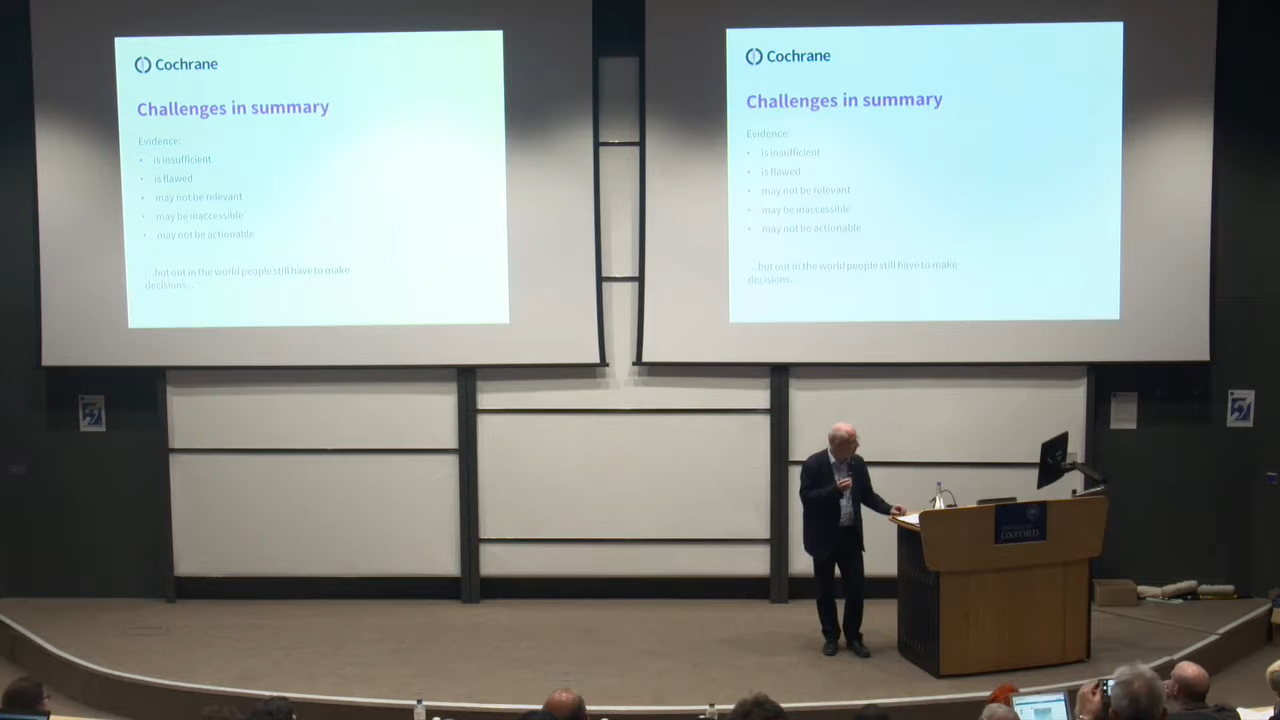 Cochrane
Challenges in summary
Evidence:
• is insufficient
• is flawed
• may not be relevant
• may be inaccessible
• may not be actionable
...but out in the world people still have to make
decisions...
Cochrane
Challenges in summary
Evidence:
• is insufficient
• is flawed
• may not be relevant
• may be inaccessible
• may not be actionable
...but out in the world people still have to make
decisions...
UNIVERSITY OF
OXFORD